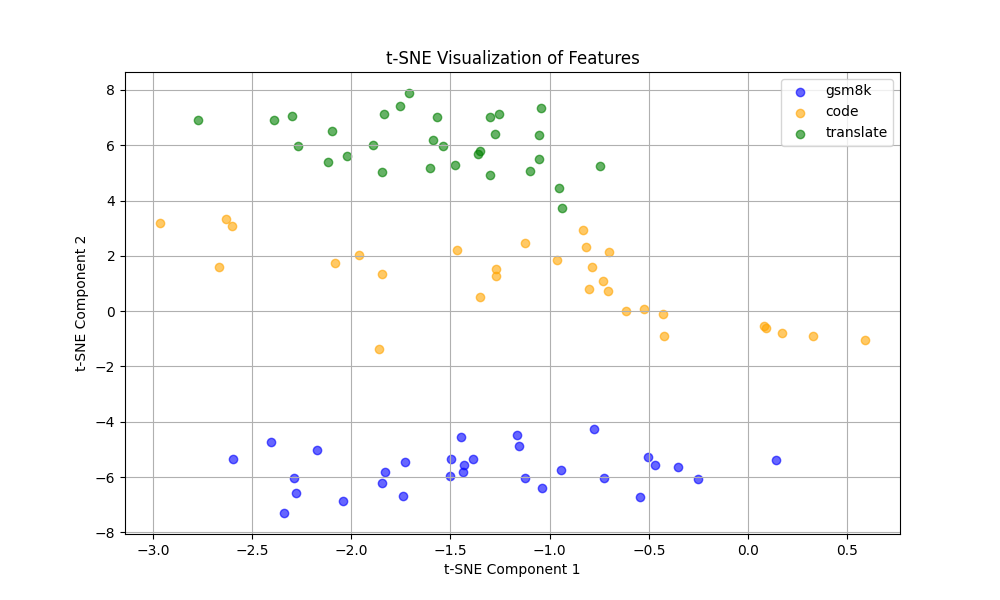 t-SNE Visualization of Features
gsm8k
code
translate
t-SNE Component 2
8
6
4
2
0
−2
−4
−6
−8
−3.0 −2.5 −2.0 −1.5 −1.0 −0.5 0.0 0.5
t-SNE Component 1